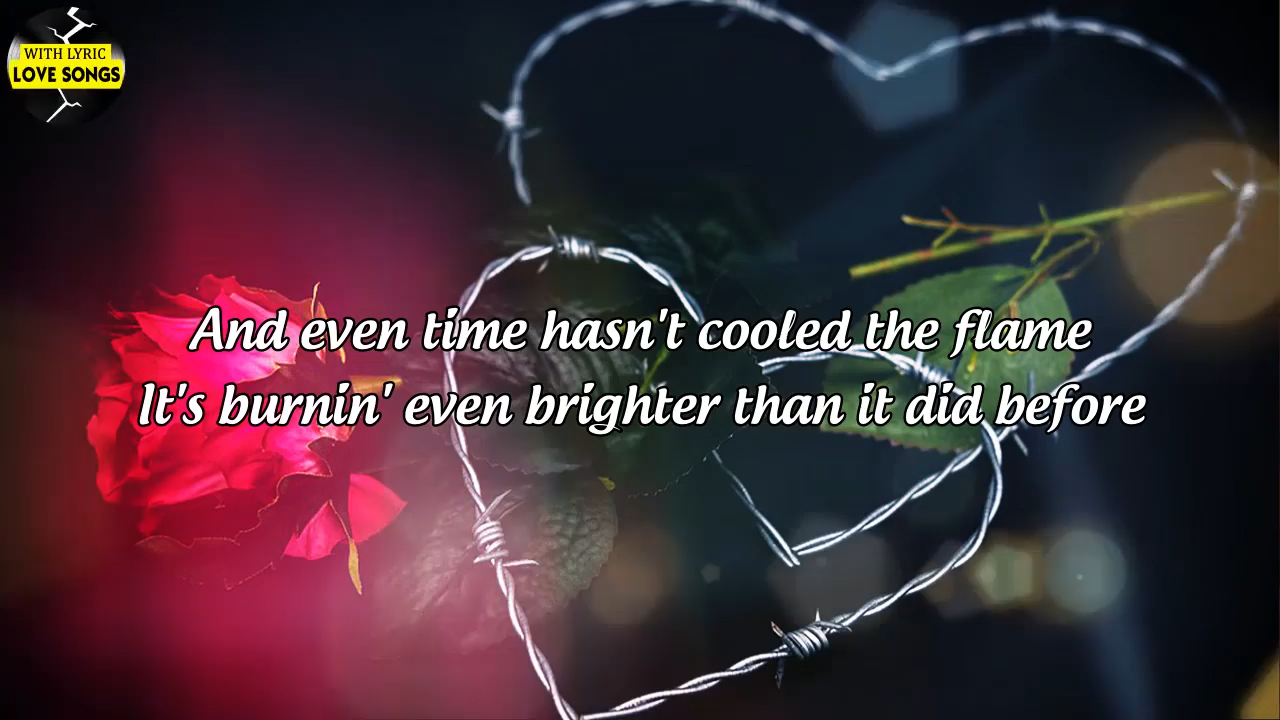 WITH LYRIC
LOVE SONGS
And even time hasn't cooled the flame
It's burnin' even brighter than it did before